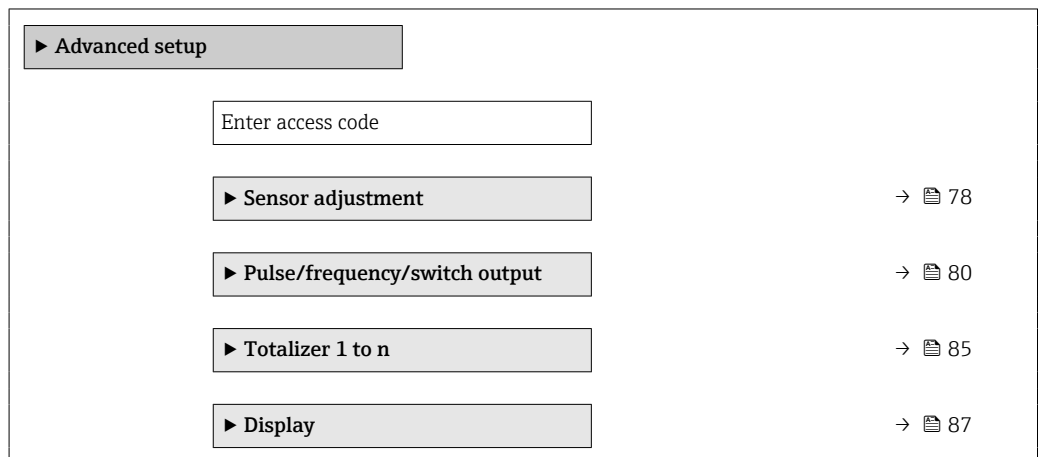 ▶ Advanced setup
Enter access code
▶ Sensor adjustment → 78
▶ Pulse/frequency/switch output → 80
▶ Totalizer 1 to n → 85
▶ Display → 87